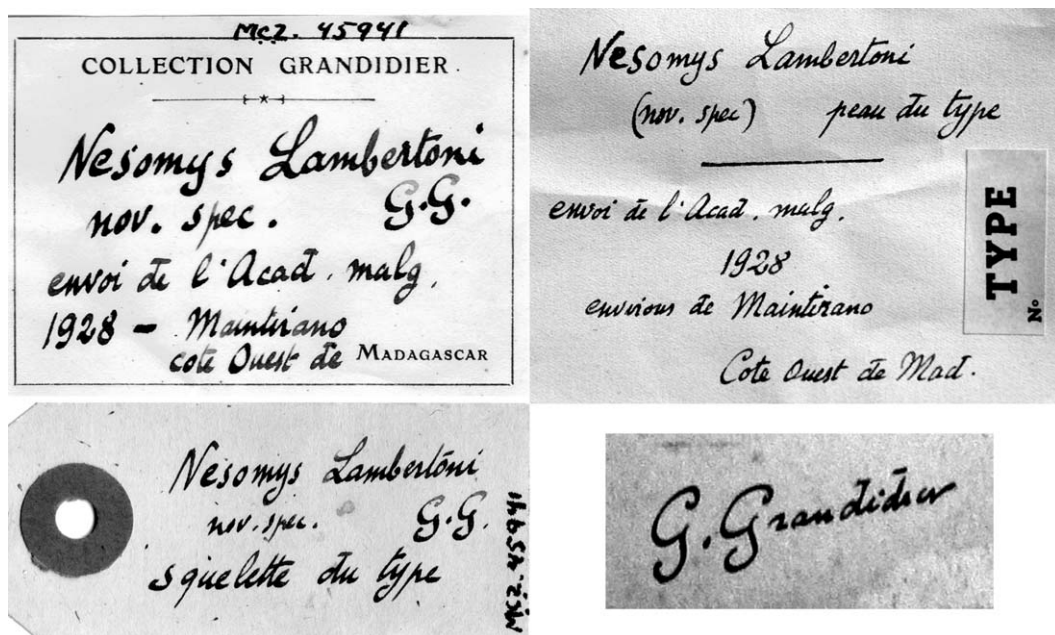 MCZ. 45941
COLLECTION GRANDIDIER.
Nesomys Lambertoni
nov. spec. G.G.
envoi de l'Acad. malg.
1928 - Maintirano
cote Ouest de MADAGASCAR
Nesomys Lambertoni
(nov. spec) peau du type
envoi de l'Acad. malg.
1928
environs de Maintirano
Cote Ouest de Mad.
TYPE
No
Nesomys Lambertoni
nov. spec. G.G.
squelette du type
MCZ. 45941
G. Grandidier